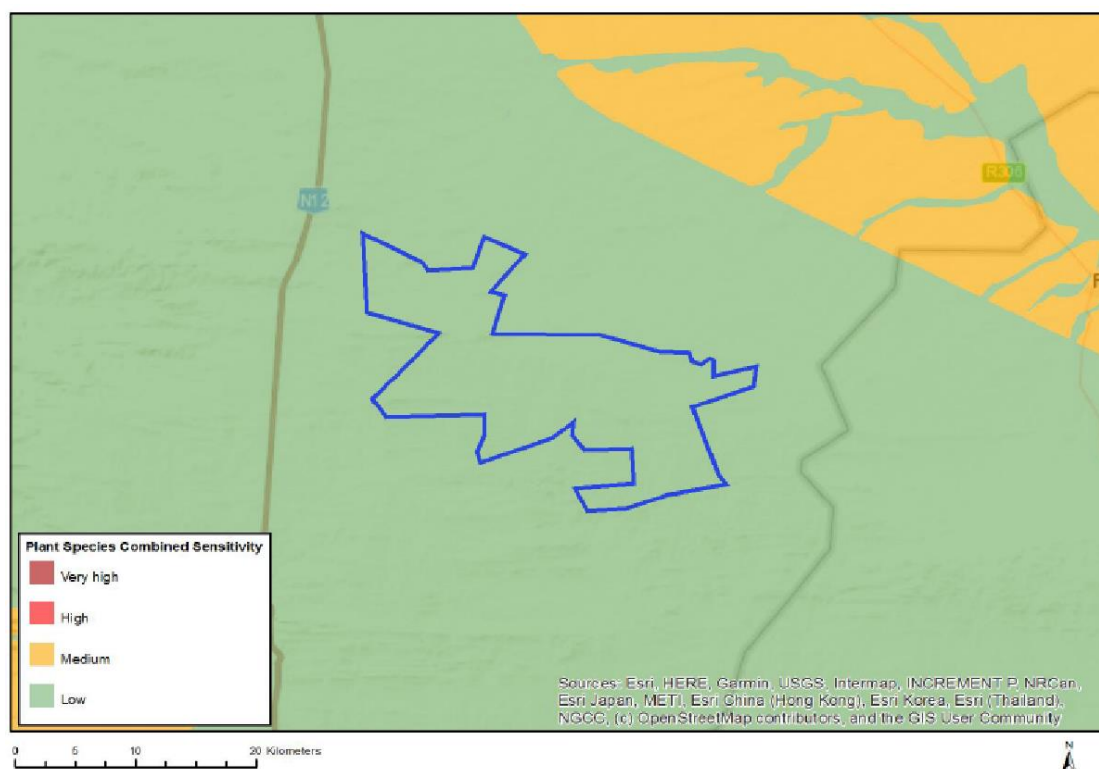 N12
R306
Plant Species Combined Sensitivity
Very high
High
Medium
Low
Sources: Esri, HERE, Garmin, USGS, Intermap, INCREMENT P, NRCan,
Esri Japan, METI, Esri China (Hong Kong), Esri Korea, Esri (Thailand),
NGCC, (c) OpenStreetMap contributors, and the GIS User Community
0 5 10 20 Kilometers
N